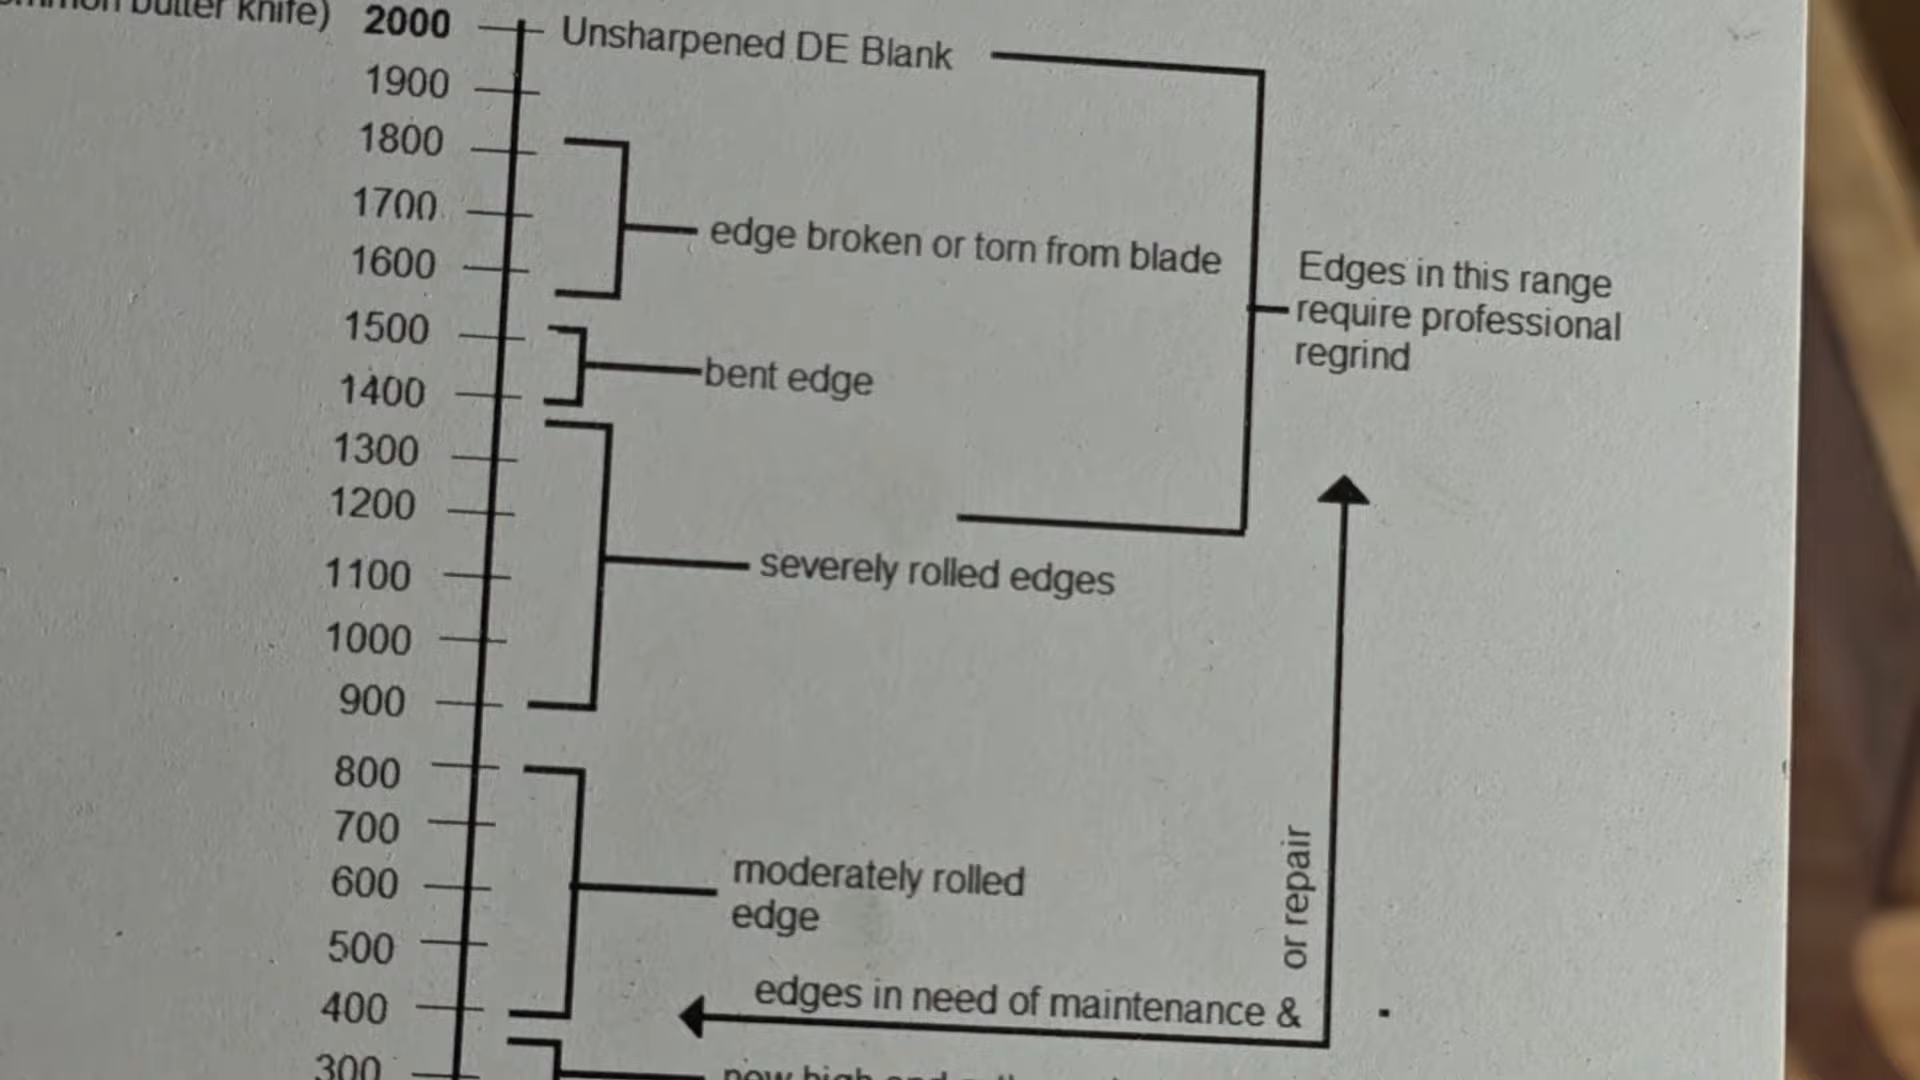 butter knife) 2000 Unsharpened DE Blank
1900
1800
1700
edge broken or torn from blade
1600
Edges in this range
require professional
regrind
1500
bent edge
1400
1300
1200
severely rolled edges
1100
1000
900
800
700
moderately rolled
edge
600
500
or repair
edges in need of maintenance &
400
300